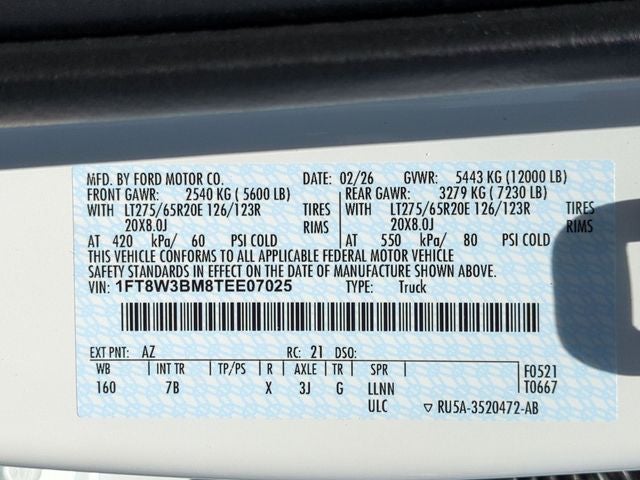 MFD. BY FORD MOTOR CO. DATE: 02/26 GVWR: 5443 KG (12000 LB)
FRONT GAWR: 2540 KG (5600 LB) REAR GAWR: 3279 KG (7230 LB)
WITH LT275/65R20E 126/123R TIRES WITH LT275/65R20E 126/123R TIRES
20X8.0J RIMS 20X8.0J RIMS
AT 420 kPa/ 60 PSI COLD AT 550 kPa/ 80 PSI COLD
THIS VEHICLE CONFORMS TO ALL APPLICABLE FEDERAL MOTOR VEHICLE
SAFETY STANDARDS IN EFFECT ON THE DATE OF MANUFACTURE SHOWN ABOVE.
VIN: 1FT8W3BM8TEE07025 TYPE: Truck
EXT PNT: AZ RC: 21 DSO: F0521
WB INT TR TP/PS R AXLE TR SPR T0667
160 7B X 3J G LLNN
ULC ▽ RU5A-3520472-AB